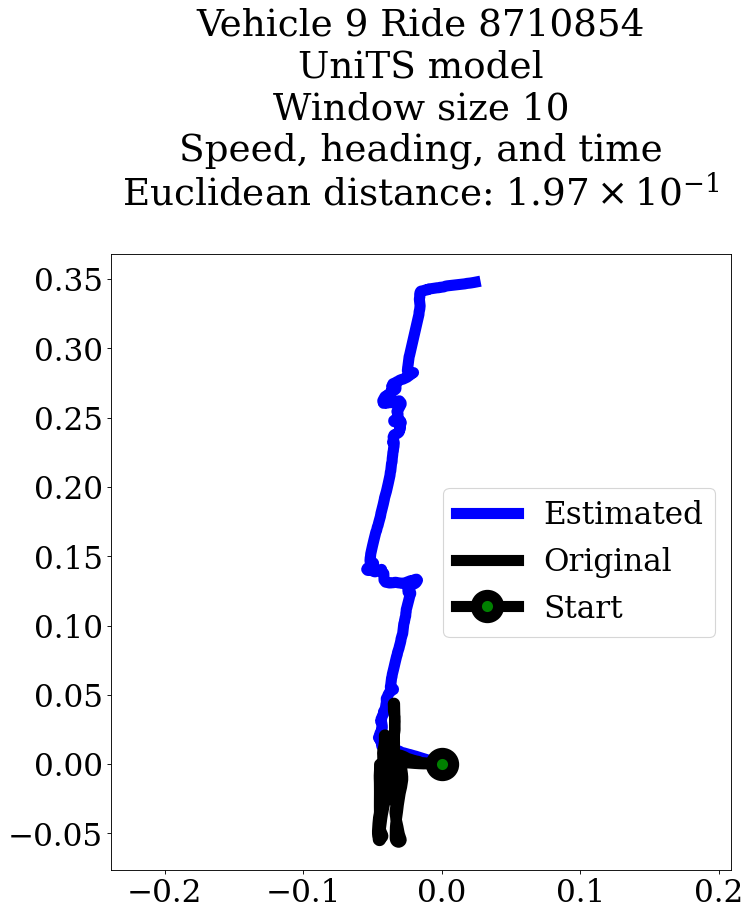 Vehicle 9 Ride 8710854
UniTS model
Window size 10
Speed, heading, and time
Euclidean distance: $1.97 \times 10^{-1}$
0.35
0.30
0.25
0.20
0.15
0.10
0.05
0.00
−0.05
Estimated
Original
Start
−0.2 −0.1 0.0 0.1 0.2